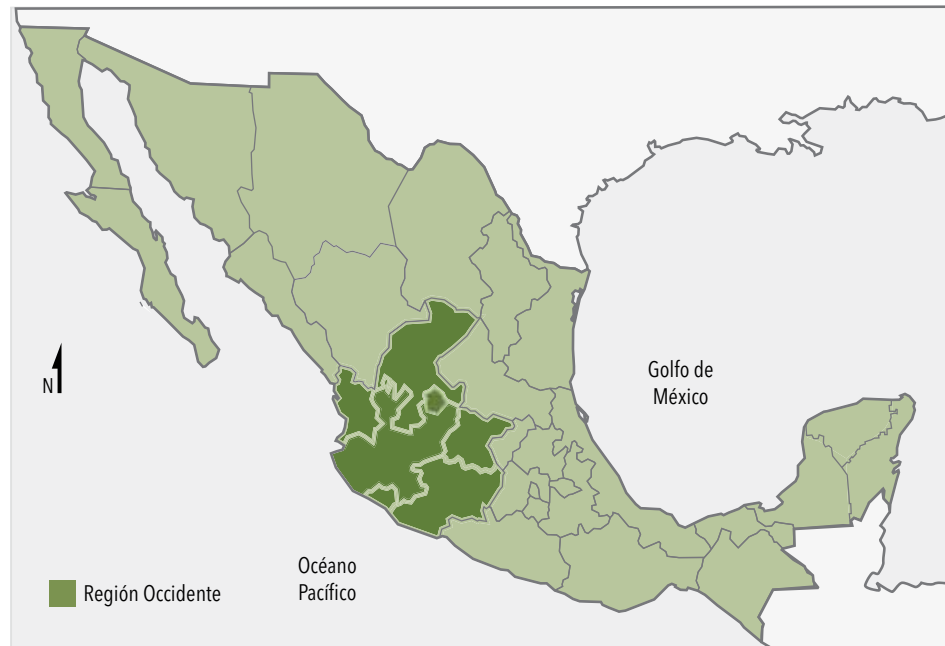 Golfo de
México
N
Océano
Pacífico
Región Occidente